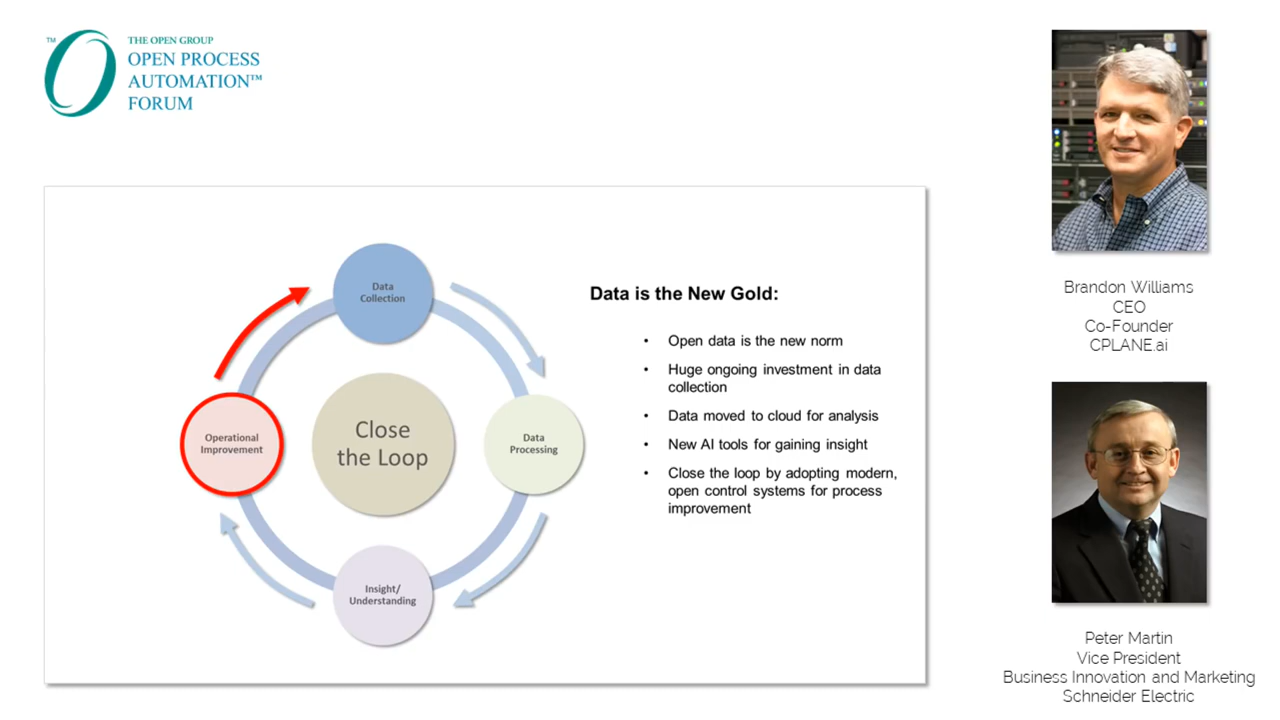 TM
THE OPEN GROUP
OPEN PROCESS
AUTOMATION™
FORUM
Data
Collection
Data
Processing
Insight/
Understanding
Operational
Improvement
Close
the Loop
Data is the New Gold:
• Open data is the new norm
• Huge ongoing investment in data
collection
• Data moved to cloud for analysis
• New AI tools for gaining insight
• Close the loop by adopting modern,
open control systems for process
improvement
Brandon Williams
CEO
Co-Founder
CPLANE.ai
Peter Martin
Vice President
Business Innovation and Marketing
Schneider Electric